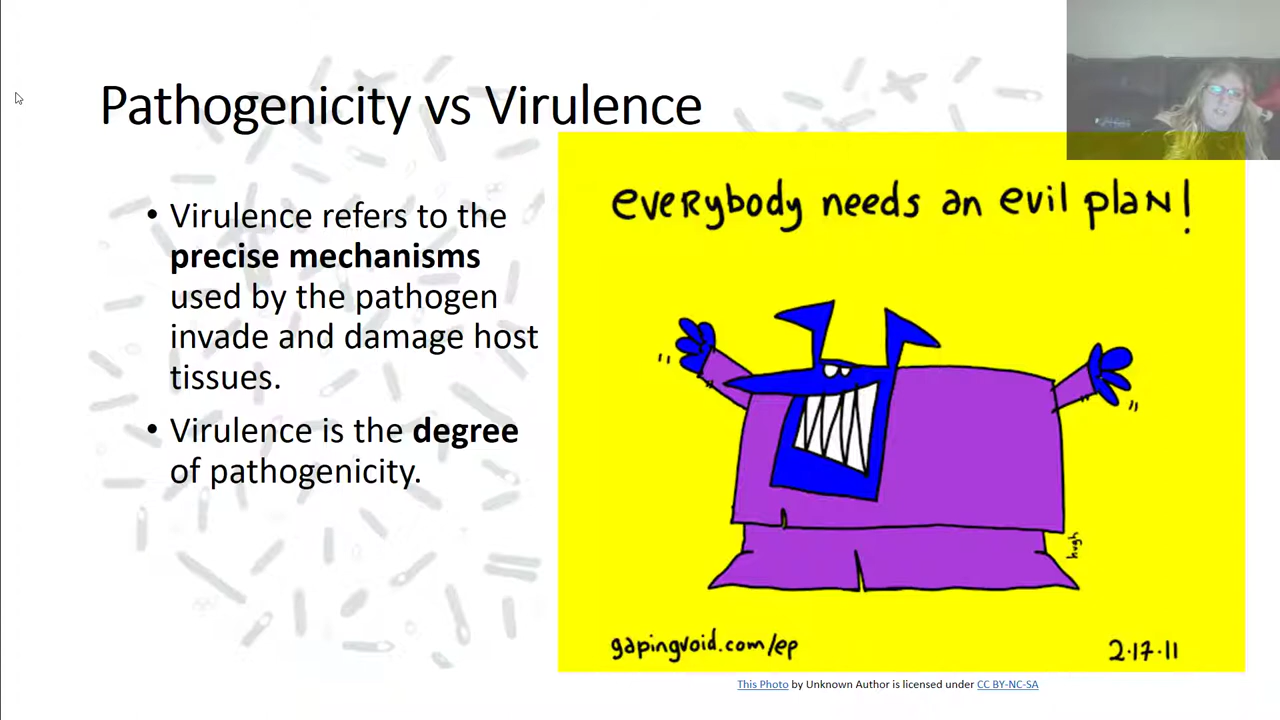 Pathogenicity vs Virulence
• Virulence refers to the
precise mechanisms
used by the pathogen
invade and damage host
tissues.
• Virulence is the degree
of pathogenicity.
everybody needs an evil plan!
hugh
gapingvoid.com/ep
2.17.11
This Photo by Unknown Author is licensed under CC BY-NC-SA